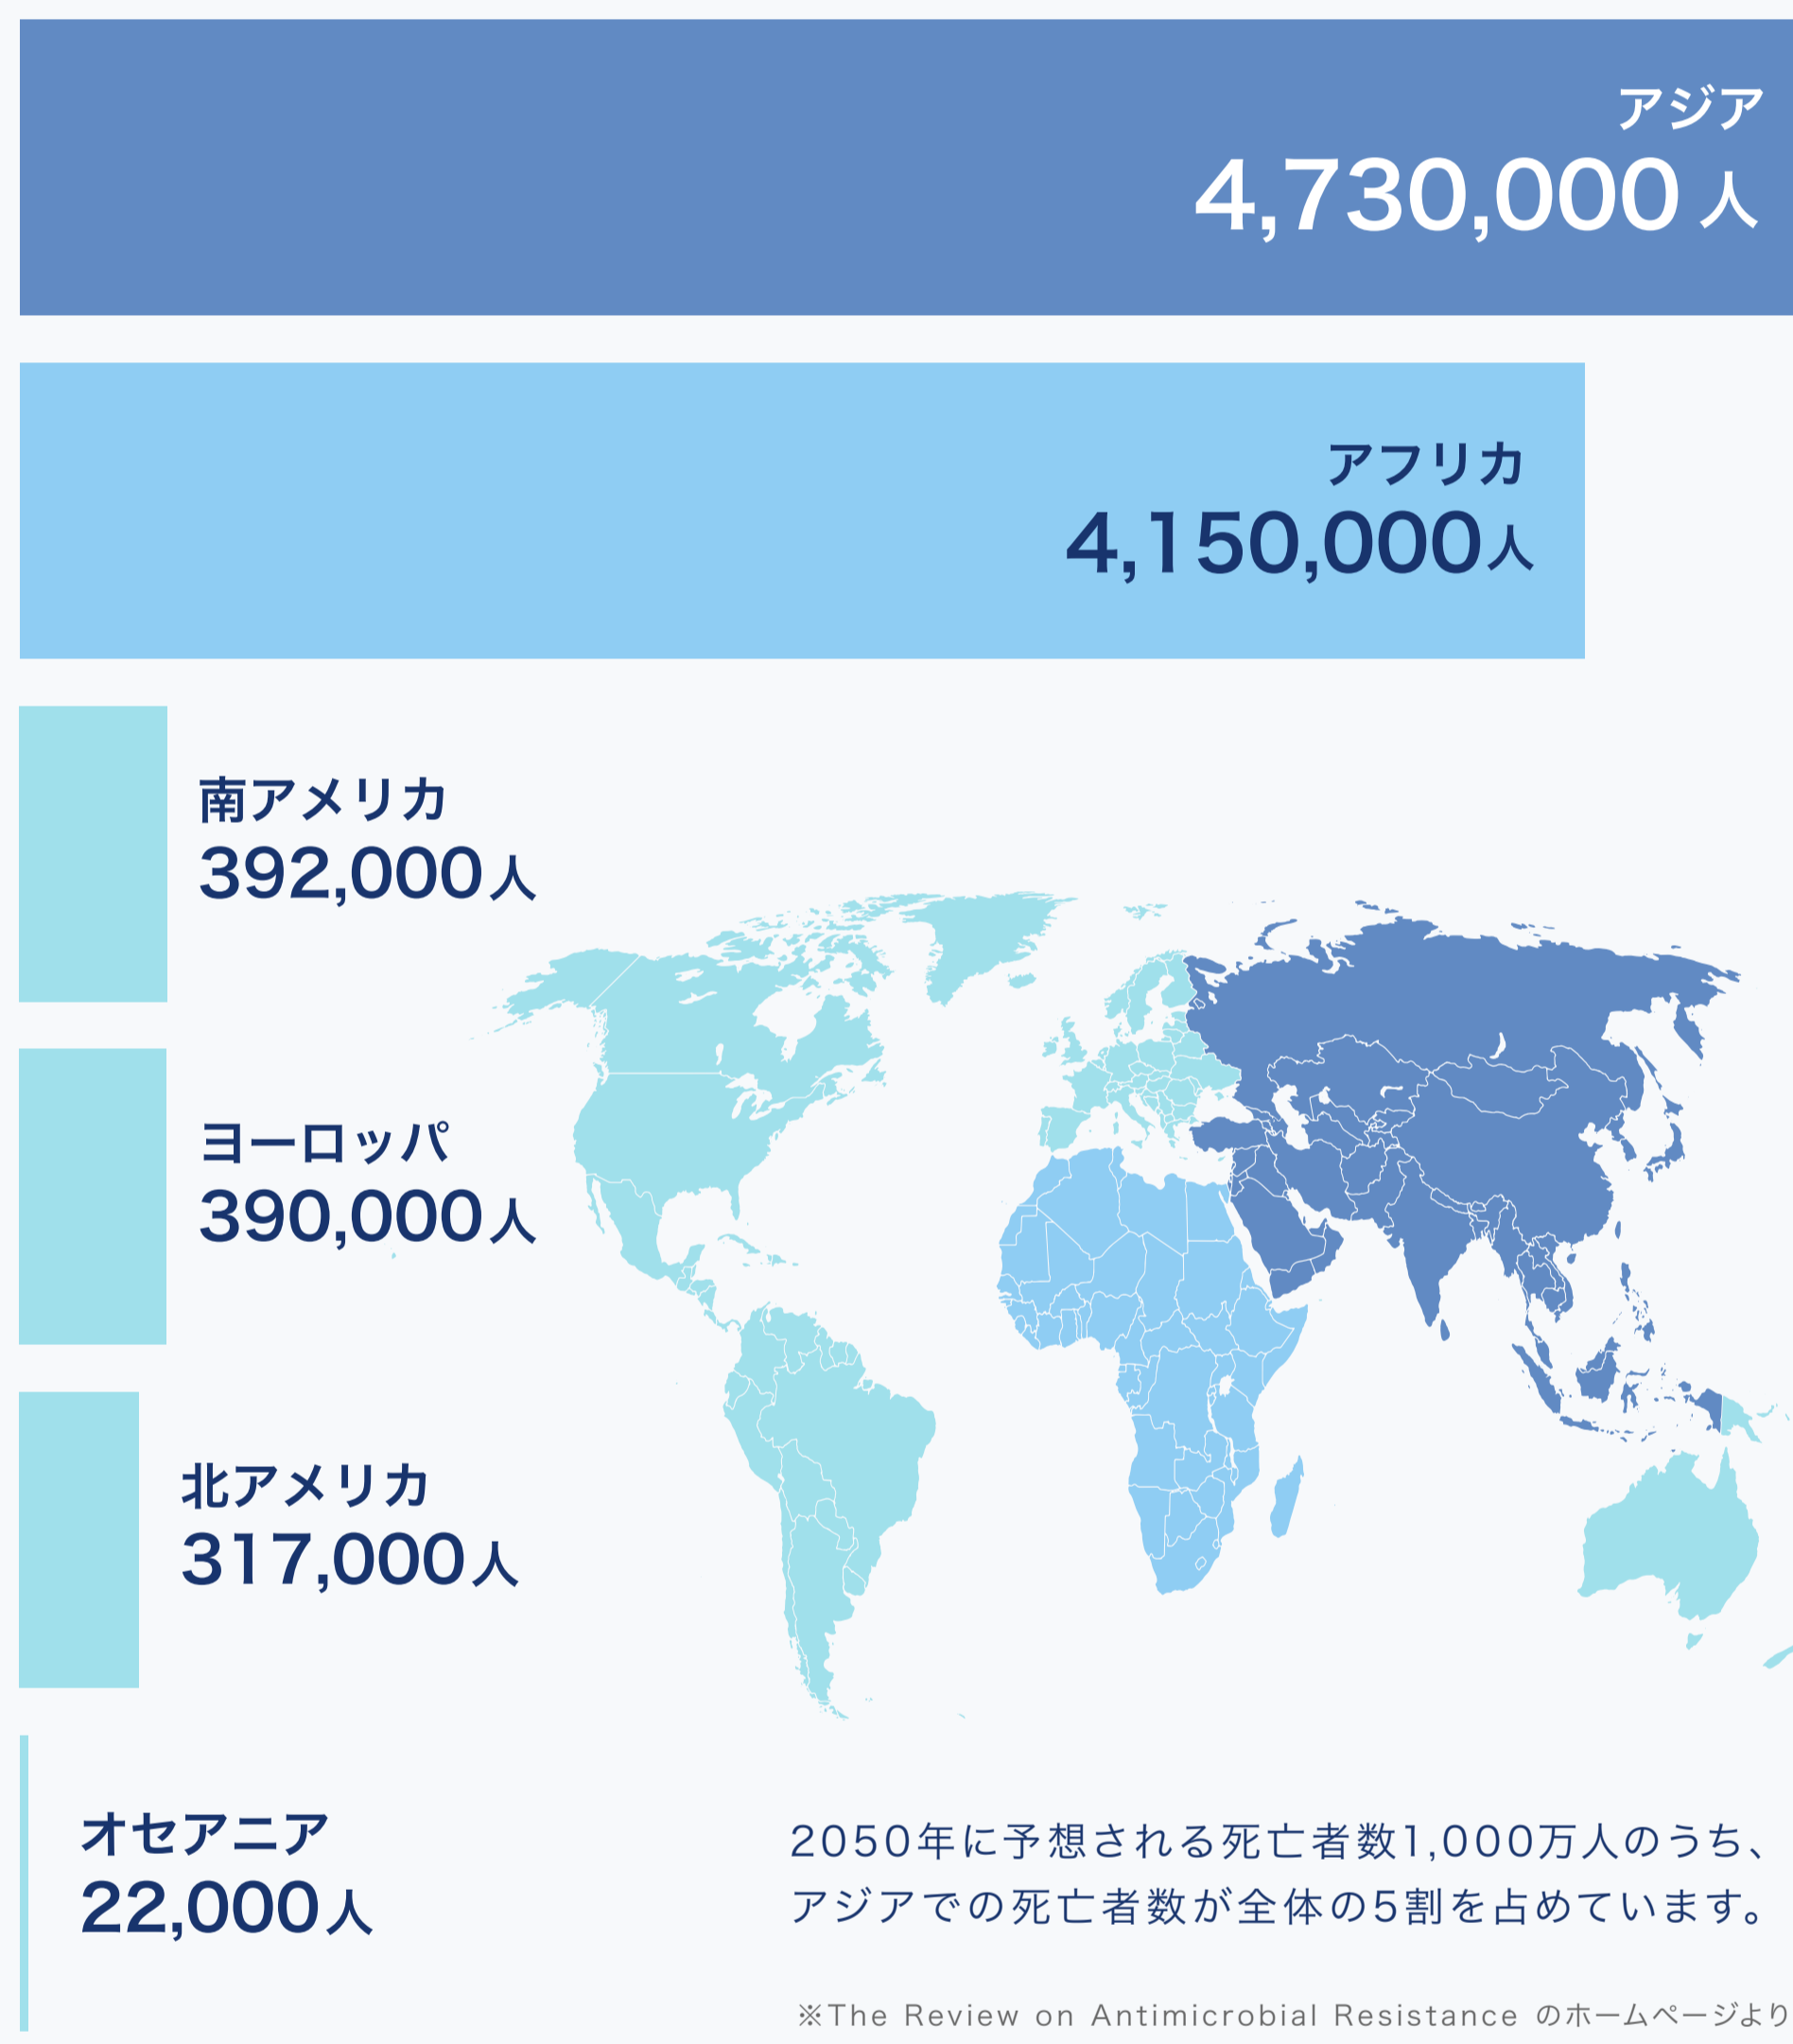 アジア
4,730,000人
アフリカ
4,150,000人
南アメリカ
392,000人
ヨーロッパ
390,000人
北アメリカ
317,000人
オセアニア
22,000人
2050年に予想される死亡者数1,000万人のうち、
アジアでの死亡者数が全体の5割を占めています。
※The Review on Antimicrobial Resistance のホームページより